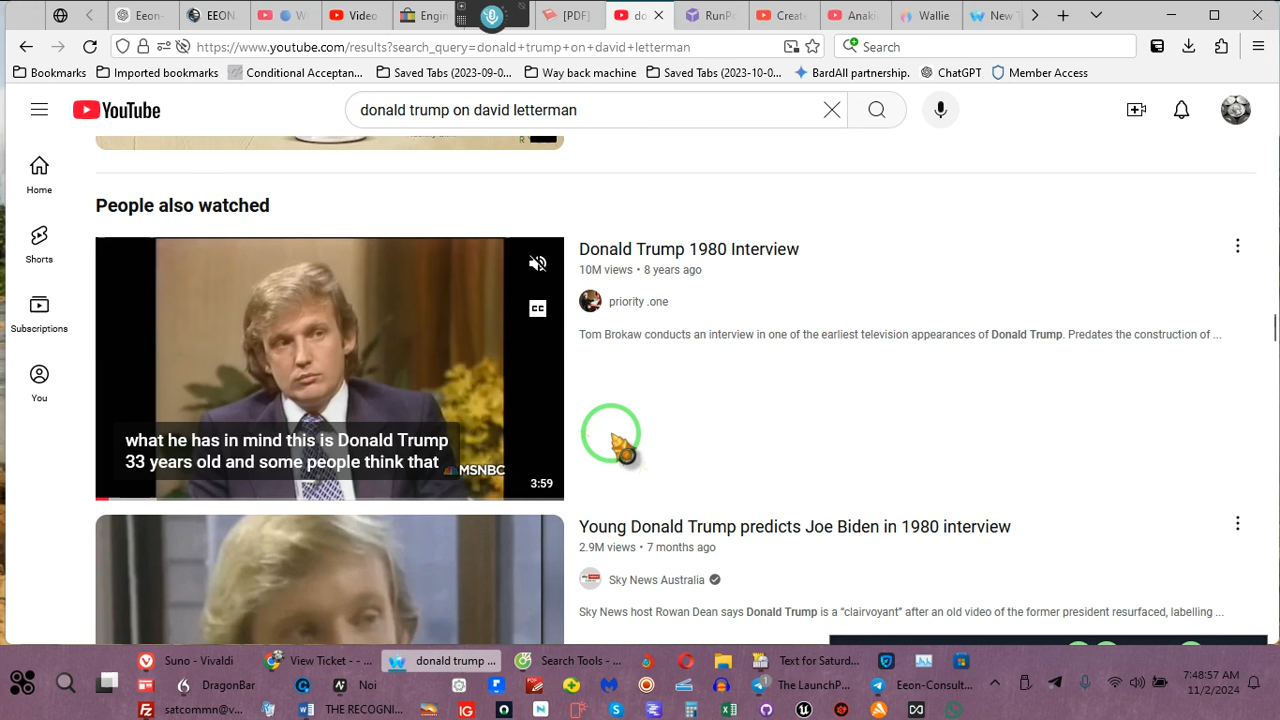 Eeon-
EEON
W
Video
Engin
[PDF]
do
RunPo
Create
Anaki
Wallie
New T
https://www.youtube.com/results?search_query=donald+trump+on+david+letterman
Search
Bookmarks
Imported bookmarks
Conditional Acceptan...
Saved Tabs (2023-09-0...
Way back machine
Saved Tabs (2023-10-0...
BardAll partnership.
ChatGPT
Member Access
YouTube
donald trump on david letterman
Home
Shorts
Subscriptions
You
People also watched
what he has in mind this is Donald Trump
33 years old and some people think that
MSNBC
3:59
CC
Donald Trump 1980 Interview
10M views • 8 years ago
priority .one
Tom Brokaw conducts an interview in one of the earliest television appearances of Donald Trump. Predates the construction of ...
Young Donald Trump predicts Joe Biden in 1980 interview
2.9M views • 7 months ago
Sky News Australia
Sky News host Rowan Dean says Donald Trump is a “clairvoyant” after an old video of the former president resurfaced, labelling ...
Suno - Vivaldi
View Ticket - - ...
donald trump ...
Search Tools - ...
Text for Saturd...
DragonBar
Noi
The LaunchP...
Eeon-Consult...
satcommn@v...
THE RECOGNI...
7:48:57 AM
11/2/2024